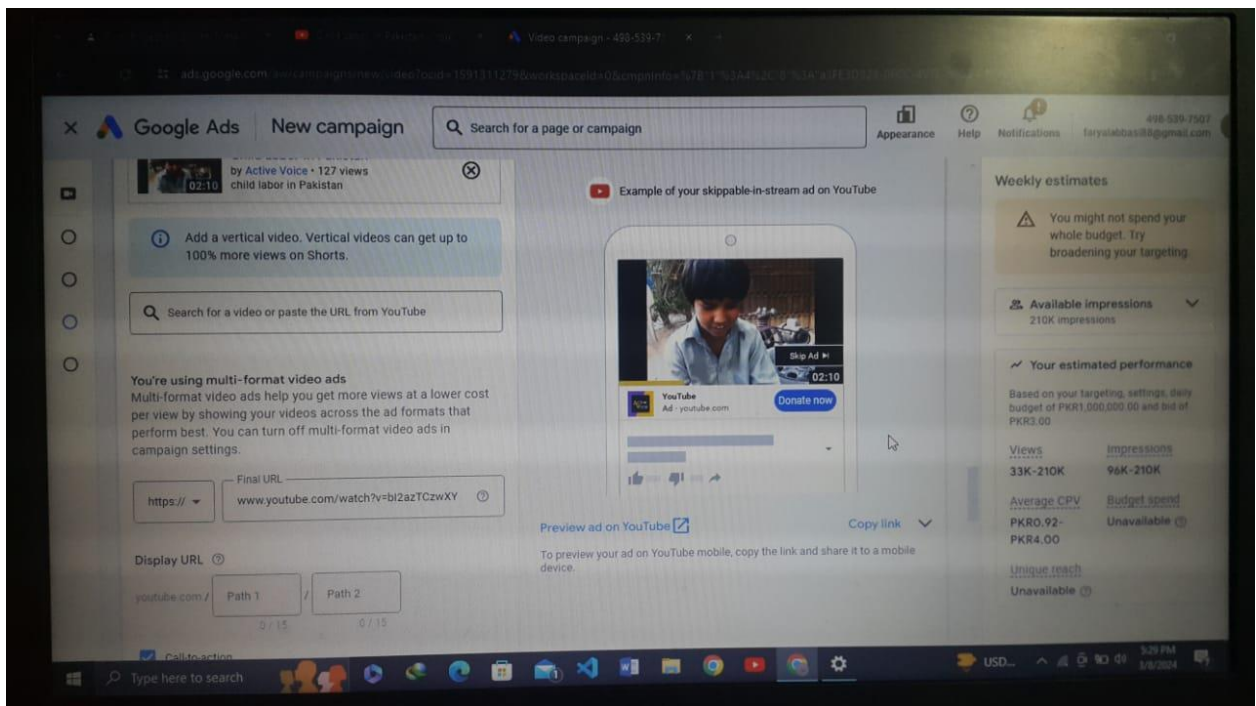 Video campaign - 498-539-7
ads.google.com
Google Ads
New campaign
Search for a page or campaign
Appearance
Help
Notifications
498-539-7507
by Active Voice • 127 views
child labor in Pakistan
02:10
Add a vertical video. Vertical videos can get up to
100% more views on Shorts.
Search for a video or paste the URL from YouTube
You're using multi-format video ads
Multi-format video ads help you get more views at a lower cost
per view by showing your videos across the ad formats that
perform best. You can turn off multi-format video ads in
campaign settings.
https://
Final URL
www.youtube.com/watch?v=bI2azTCzwXY
Display URL
youtube.com /
Path 1
/
Path 2
0 / 15
0 / 15
Call-to-action
Example of your skippable-in-stream ad on YouTube
Skip Ad
02:10
YouTube
Ad · youtube.com
Donate now
Preview ad on YouTube
Copy link
To preview your ad on YouTube mobile, copy the link and share it to a mobile
device.
Weekly estimates
You might not spend your
whole budget. Try
broadening your targeting
Available impressions
210K impressions
Your estimated performance
Based on your targeting, settings, daily
budget of PKR1,000,000.00 and bid of
PKR3.00
Views
Impressions
33K-210K
96K-210K
Average CPV
Budget spend
PKR0.92-
PKR4.00
Unavailable
Unique reach
Unavailable
Type here to search
USD...
3:29 PM
3/8/2024